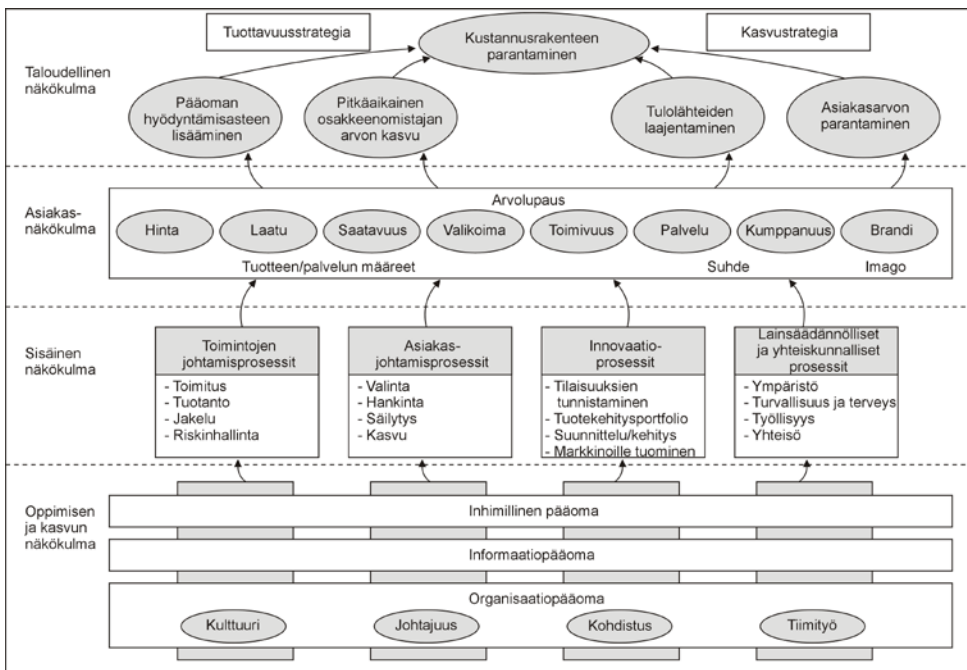 Tuottavuusstrategia
Kustannusrakenteen
parantaminen
Kasvustrategia
Taloudellinen
näkökulma
Pääoman
hyödyntämisasteen
lisääminen
Pitkäaikainen
osakkeenomistajan
arvon kasvu
Tulolähteiden
laajentaminen
Asiakasarvon
parantaminen
Asiakas-
näkökulma
Arvolupaus
Hinta
Laatu
Saatavuus
Valikoima
Toimivuus
Palvelu
Kumppanuus
Brandi
Tuotteen/palvelun määreet
Suhde
Imago
Sisäinen
näkökulma
Toimintojen
johtamisprosessit
- Toimitus
- Tuotanto
- Jakelu
- Riskinhallinta
Asiakas-
johtamisprosessit
- Valinta
- Hankinta
- Säilytys
- Kasvu
Innovaatio-
prosessit
- Tilaisuuksien
tunnistaminen
- Tuotekehitysportfolio
- Suunnittelu/kehitys
- Markkinoille tuominen
Lainsäädännölliset
ja yhteiskunnalliset
prosessit
- Ympäristö
- Turvallisuus ja terveys
- Työllisyys
- Yhteisö
Oppimisen
ja kasvun
näkökulma
Inhimillinen pääoma
Informaatiopääoma
Organisaatiopääoma
Kulttuuri
Johtajuus
Kohdistus
Tiimityö